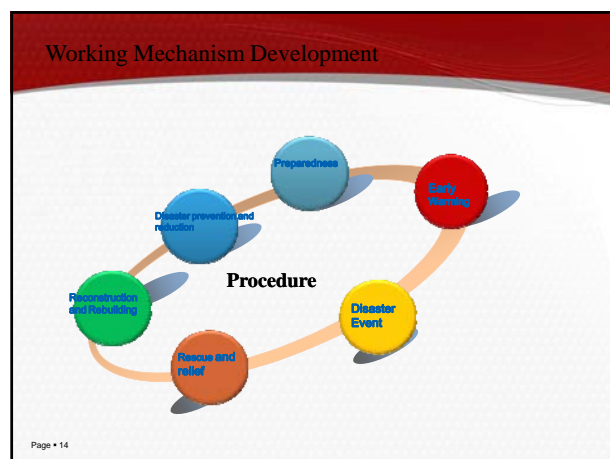 Working Mechanism Development
Preparedness
Early
Warning
Disaster prevention and
reduction
Procedure
Reconstruction
and Rebuilding
Disaster
Event
Rescue and
relief
Page ▪ 14